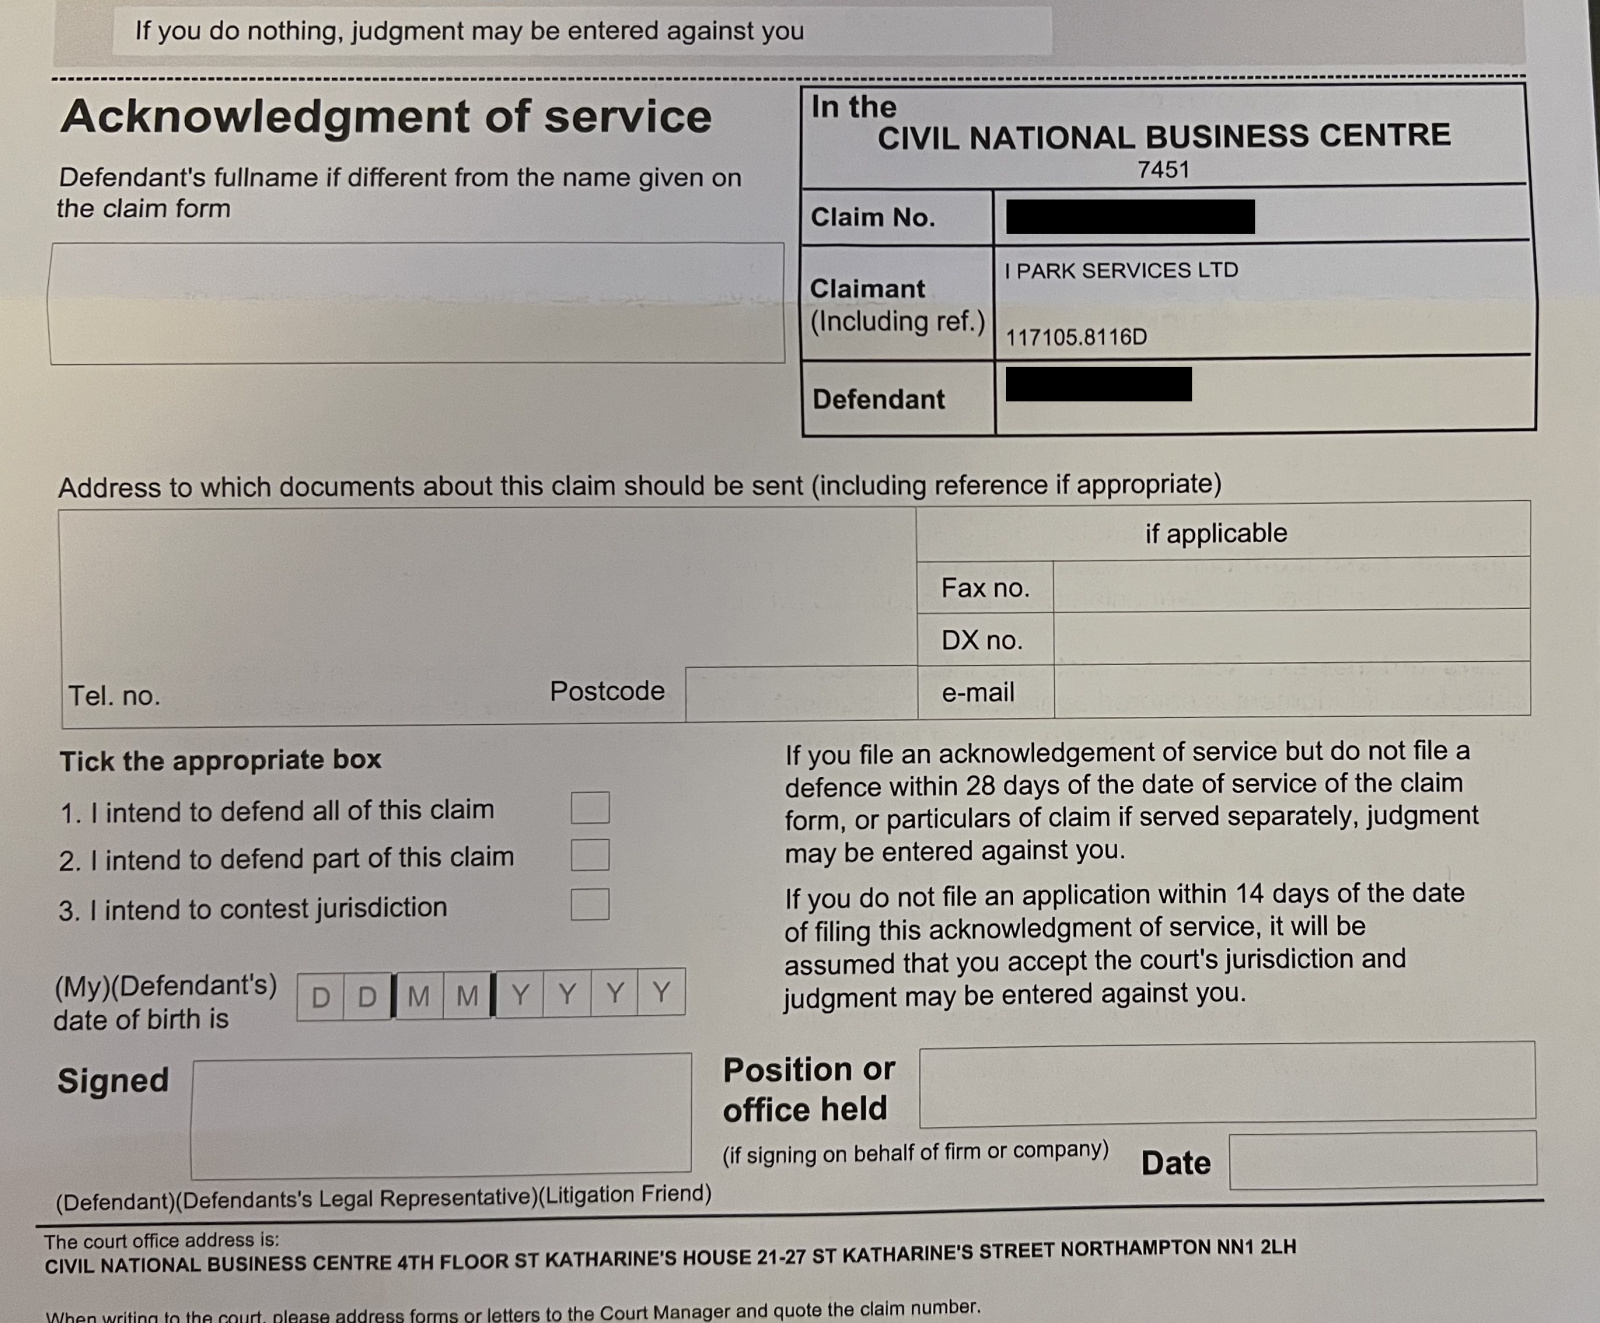 If you do nothing, judgment may be entered against you
Acknowledgment of service
Defendant's fullname if different from the name given on
the claim form
In the
CIVIL NATIONAL BUSINESS CENTRE
7451
Claim No.
Claimant
(Including ref.)
I PARK SERVICES LTD
117105.8116D
Defendant
Address to which documents about this claim should be sent (including reference if appropriate)
if applicable
Fax no.
DX no.
Tel. no.
Postcode
e-mail
Tick the appropriate box
1. I intend to defend all of this claim
2. I intend to defend part of this claim
3. I intend to contest jurisdiction
If you file an acknowledgement of service but do not file a
defence within 28 days of the date of service of the claim
form, or particulars of claim if served separately, judgment
may be entered against you.
If you do not file an application within 14 days of the date
of filing this acknowledgment of service, it will be
assumed that you accept the court's jurisdiction and
judgment may be entered against you.
(My)(Defendant's)
date of birth is
D D M M Y Y Y Y
Signed
Position or
office held
(if signing on behalf of firm or company)
Date
(Defendant)(Defendants's Legal Representative)(Litigation Friend)
The court office address is:
CIVIL NATIONAL BUSINESS CENTRE 4TH FLOOR ST KATHARINE'S HOUSE 21-27 ST KATHARINE'S STREET NORTHAMPTON NN1 2LH
When writing to the court, please address forms or letters to the Court Manager and quote the claim number.